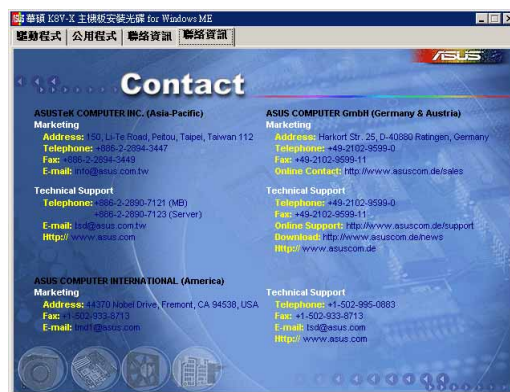 華碩 K8V-X 主機板安裝光碟 for Windows ME
驅動程式 公用程式 聯絡資訊 聯絡資訊
ASUS
Contact
ASUSTeK COMPUTER INC. (Asia-Pacific)
Marketing
Address: 150, Li-Te Road, Peitou, Taipei, Taiwan 112
Telephone: +886-2-2894-3447
Fax: +886-2-2894-3449
E-mail: info@asus.com.tw
Technical Support
Telephone: +886-2-2890-7121 (MB)
+886-2-2890-7123 (Server)
E-mail: tsd@asus.com.tw
Http:// www.asus.com
ASUS COMPUTER GmbH (Germany & Austria)
Marketing
Address: Harkort Str. 25, D-40880 Ratingen, Germany
Telephone: +49-2102-9599-0
Fax: +49-2102-9599-11
Online Contact: http://www.asuscom.de/sales
Technical Support
Telephone: +49-2102-9599-0
Fax: +49-2102-9599-11
Online Support: http://www.asuscom.de/support
Download: http://www.asuscom.de/news
Http:// www.asuscom.de
ASUS COMPUTER INTERNATIONAL (America)
Marketing
Address: 44370 Nobel Drive, Fremont, CA 94538, USA
Fax: +1-502-933-8713
E-mail: tmd1@asus.com
Technical Support
Telephone: +1-502-995-0883
Fax: +1-502-933-8713
E-mail: tsd@asus.com
Http:// www.asus.com